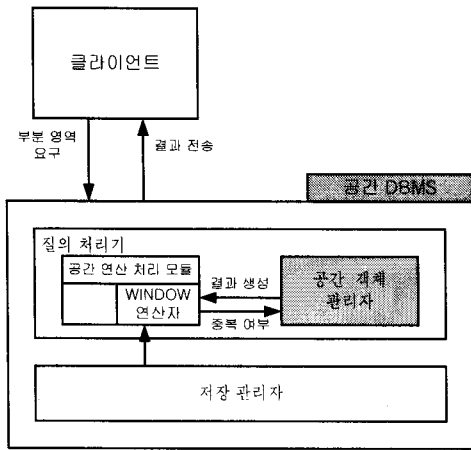 클라이언트
부분 영역
요구
결과 전송
공간 DBMS
질의 처리기
공간 연산 처리 모듈
WINDOW
연산자
결과 생성
중복 여부
공간 객체
관리자
저장 관리자